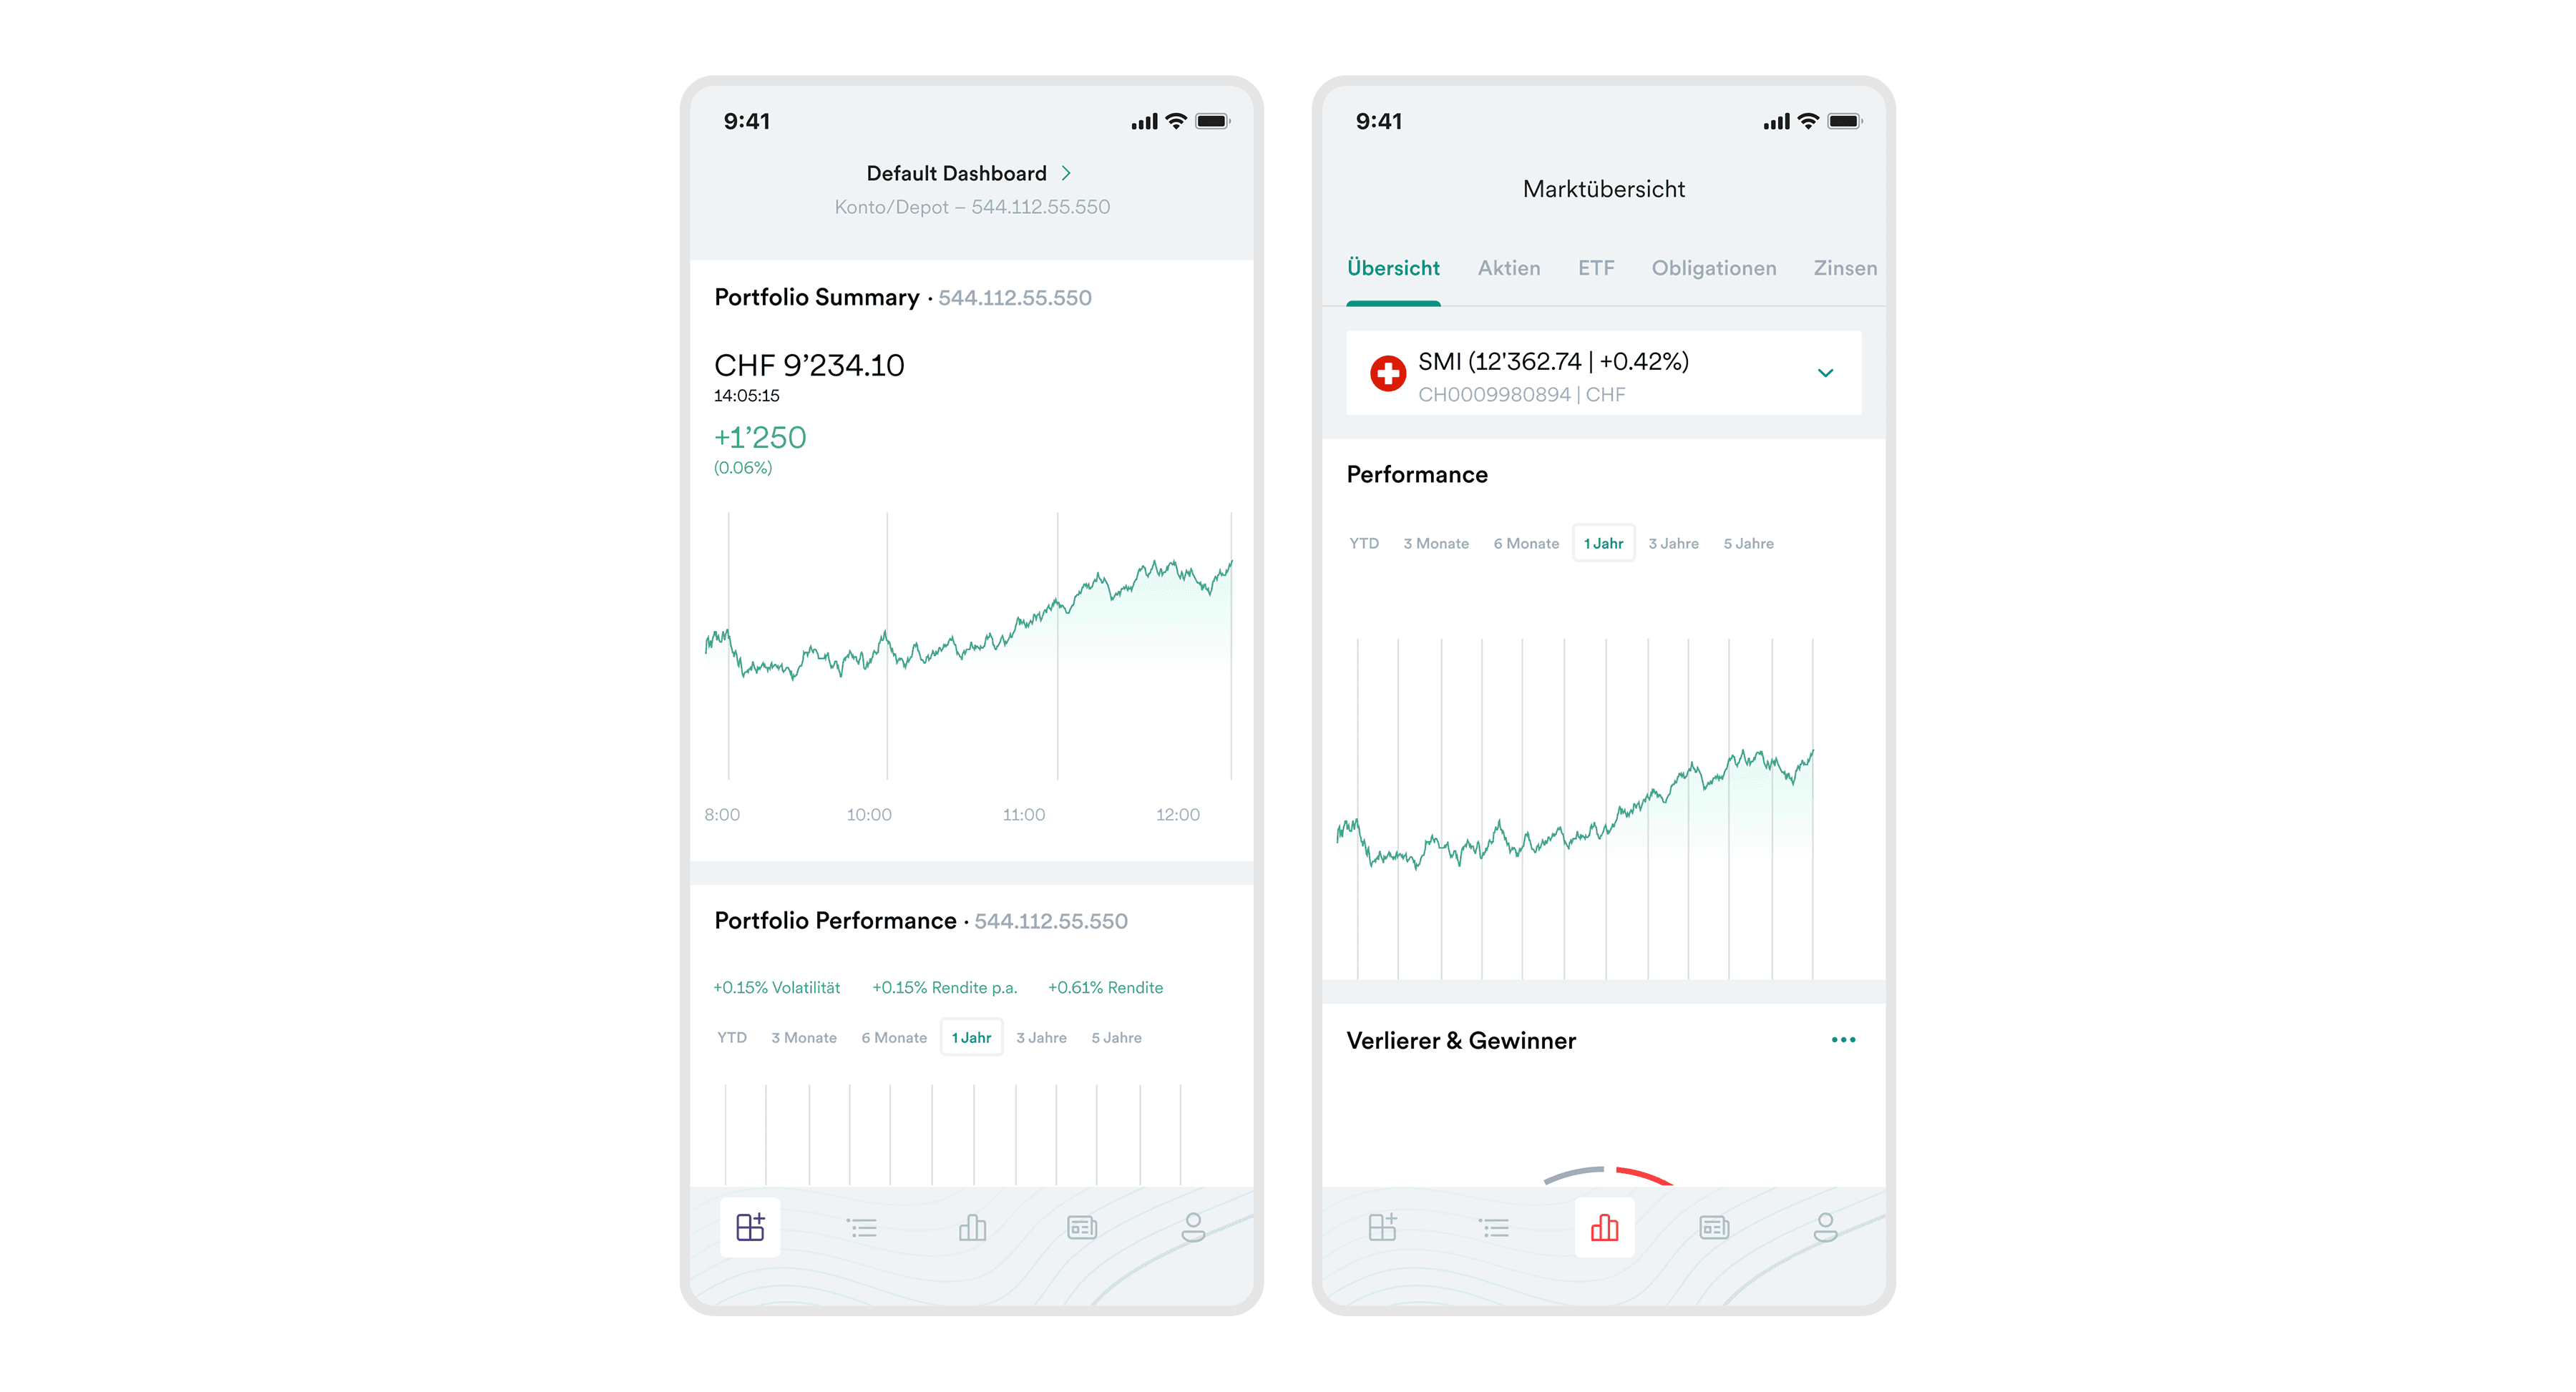 9:41
Default Dashboard
Konto/Depot – 544.112.55.550
Portfolio Summary · 544.112.55.550
CHF 9’234.10
14:05:15
+1’250
(0.06%)
8:00 10:00 11:00 12:00
Portfolio Performance · 544.112.55.550
+0.15% Volatilität +0.15% Rendite p.a. +0.61% Rendite
YTD 3 Monate 6 Monate 1 Jahr 3 Jahre 5 Jahre
9:41
Marktübersicht
Übersicht Aktien ETF Obligationen Zinsen
SMI (12'362.74 | +0.42%)
CH0009980894 | CHF
Performance
YTD 3 Monate 6 Monate 1 Jahr 3 Jahre 5 Jahre
Verlierer & Gewinner